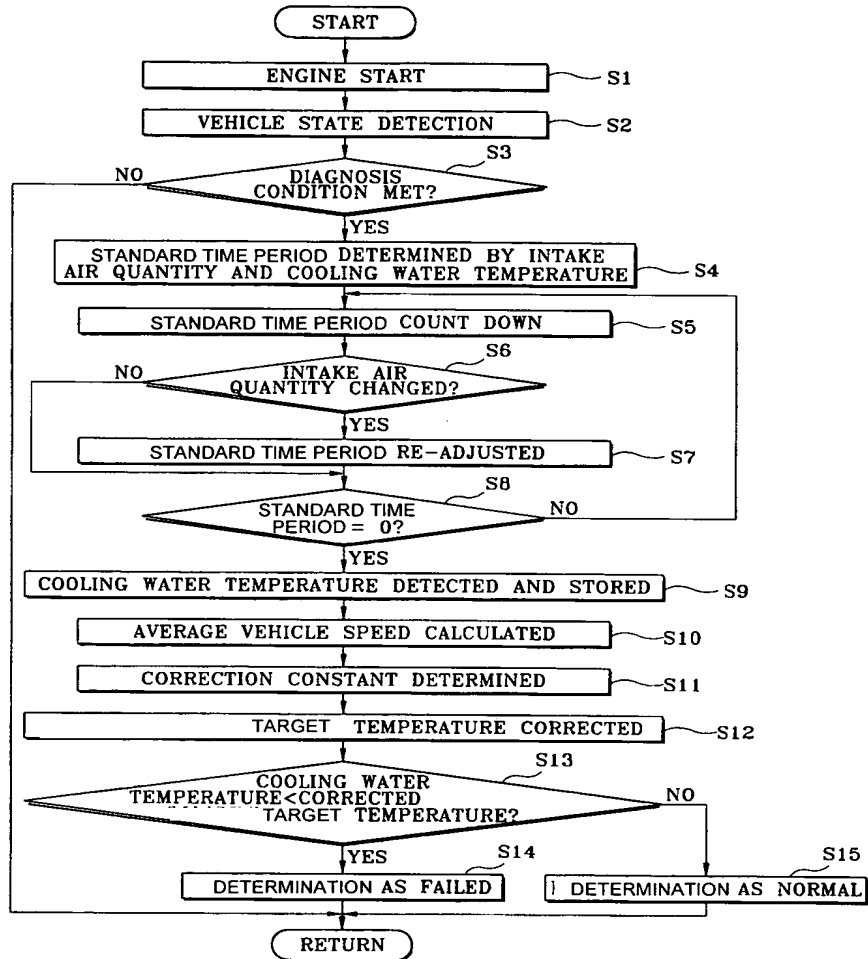 START
ENGINE START
S1
VEHICLE STATE DETECTION
S2
S3
NO
DIAGNOSIS
CONDITION MET?
YES
STANDARD TIME PERIOD DETERMINED BY INTAKE
AIR QUANTITY AND COOLING WATER TEMPERATURE
S4
STANDARD TIME PERIOD COUNT DOWN
S5
S6
NO
INTAKE AIR
QUANTITY CHANGED?
YES
STANDARD TIME PERIOD RE-ADJUSTED
S7
S8
STANDARD TIME
PERIOD = 0?
NO
YES
COOLING WATER TEMPERATURE DETECTED AND STORED
S9
AVERAGE VEHICLE SPEED CALCULATED
S10
CORRECTION CONSTANT DETERMINED
S11
TARGET TEMPERATURE CORRECTED
S12
S13
COOLING WATER
TEMPERATURE<CORRECTED
TARGET TEMPERATURE?
NO
YES
S14
S15
DETERMINATION AS FAILED
DETERMINATION AS NORMAL
RETURN